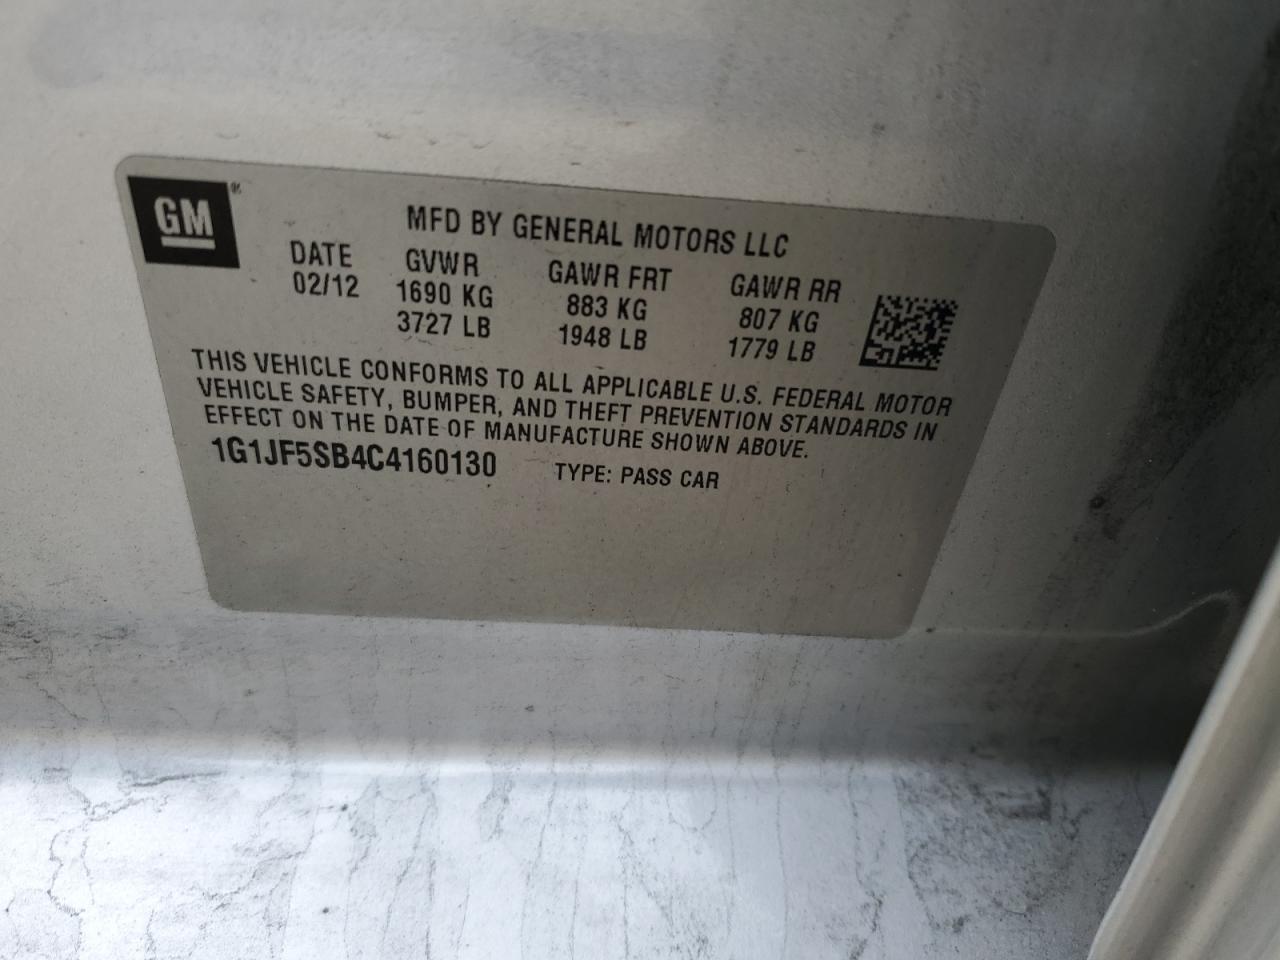 GM®
MFD BY GENERAL MOTORS LLC
DATE GVWR GAWR FRT GAWR RR
02/12 1690 KG 883 KG 807 KG
3727 LB 1948 LB 1779 LB
THIS VEHICLE CONFORMS TO ALL APPLICABLE U.S. FEDERAL MOTOR
VEHICLE SAFETY, BUMPER, AND THEFT PREVENTION STANDARDS IN
EFFECT ON THE DATE OF MANUFACTURE SHOWN ABOVE.
1G1JF5SB4C4160130 TYPE: PASS CAR